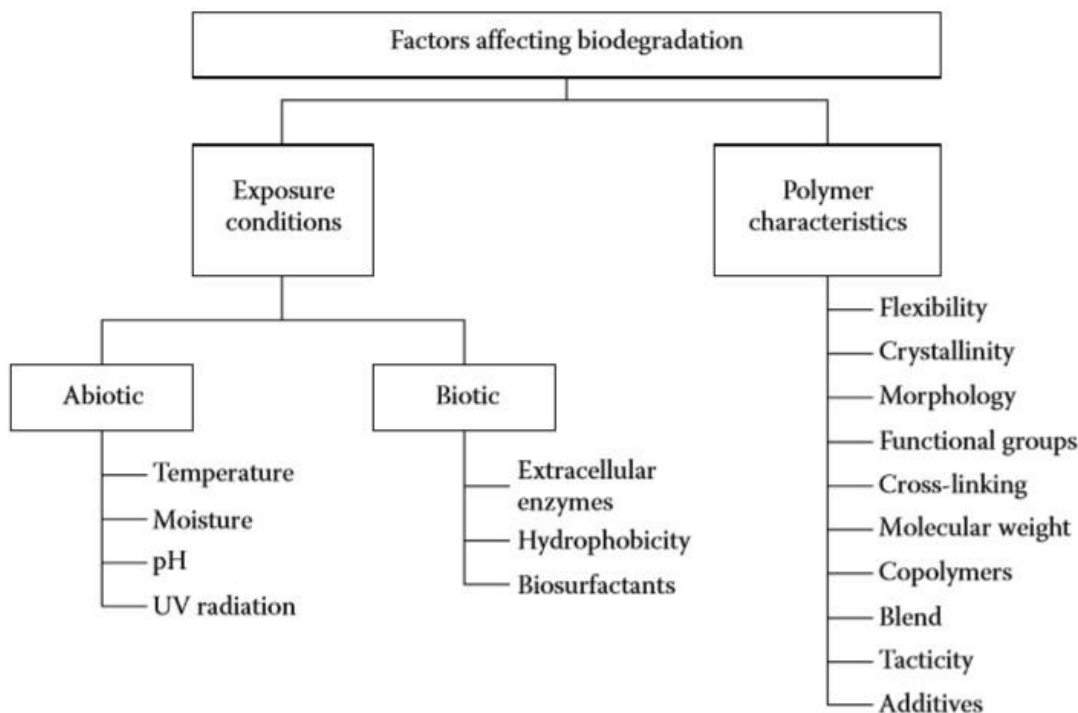 Factors affecting biodegradation
Exposure
conditions
Polymer
characteristics
Abiotic
Biotic
Temperature
Moisture
pH
UV radiation
Extracellular
enzymes
Hydrophobicity
Biosurfactants
Flexibility
Crystallinity
Morphology
Functional groups
Cross-linking
Molecular weight
Copolymers
Blend
Tacticity
Additives